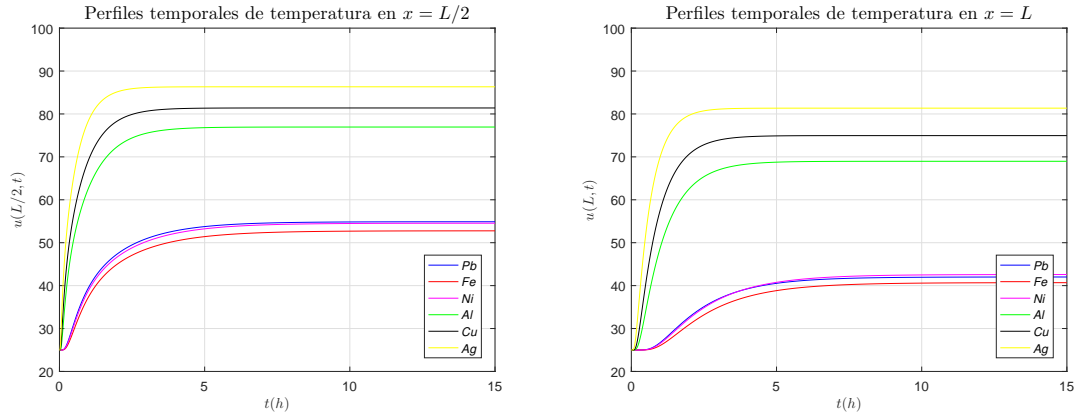 Perfiles temporales de temperatura en x = L/2
100
90
80
70
60
50
40
30
20
u(L/2, t)
0
5
10
15
t(h)
Pb
Fe
Ni
Al
Cu
Ag
Perfiles temporales de temperatura en x = L
100
90
80
70
60
50
40
30
20
u(L, t)
0
5
10
15
t(h)
Pb
Fe
Ni
Al
Cu
Ag